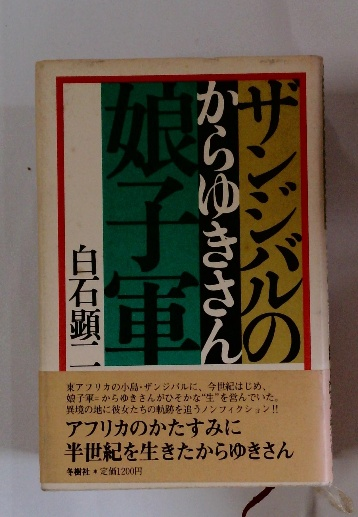 ザンジバルの
からゆきさん
娘子軍
白石顕二
東アフリカの小島・ザンジバルに、今世紀はじめ、
娘子軍=からゆきさんがひそかな“生”を営んでいた。
異境の地に彼女たちの軌跡を追うノンフィクション!!
アフリカのかたすみに
半世紀を生きたからゆきさん
冬樹社*定価1200円